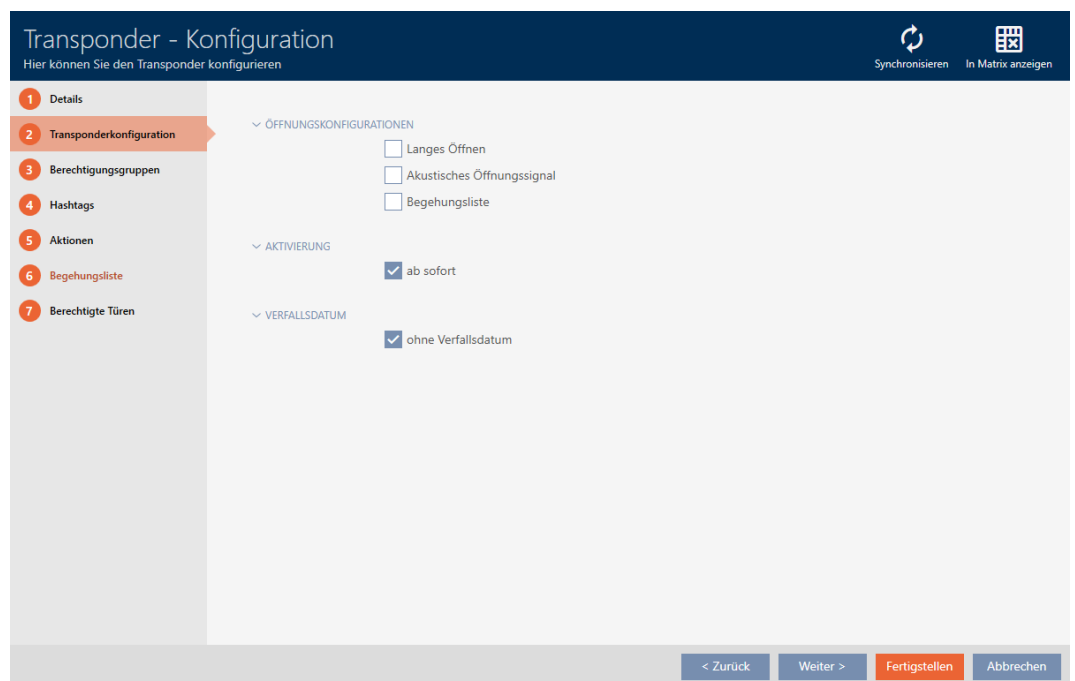 Transponder - Konfiguration
Hier können Sie den Transponder konfigurieren
Synchronisieren
In Matrix anzeigen
1 Details
2 Transponderkonfiguration
3 Berechtigungsgruppen
4 Hashtags
5 Aktionen
6 Begehungsliste
7 Berechtigte Türen
ÖFFNUNGSKONFIGURATIONEN
Langes Öffnen
Akustisches Öffnungssignal
Begehungsliste
AKTIVIERUNG
ab sofort
VERFALLSDATUM
ohne Verfallsdatum
< Zurück
Weiter >
Fertigstellen
Abbrechen